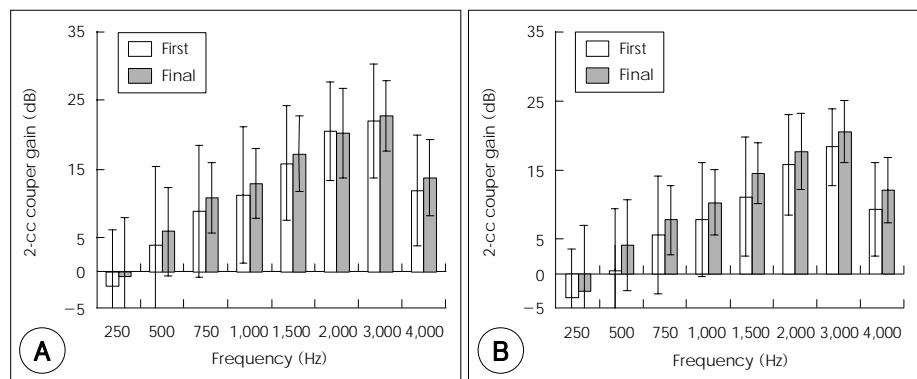 35
25
15
5
0
−5
2-cc couper gain (dB)
First
Final
250 500 750 1,000 1,500 2,000 3,000 4,000
Frequency (Hz)
A
35
25
15
5
0
−5
2-cc couper gain (dB)
First
Final
250 500 750 1,000 1,500 2,000 3,000 4,000
Frequency (Hz)
B